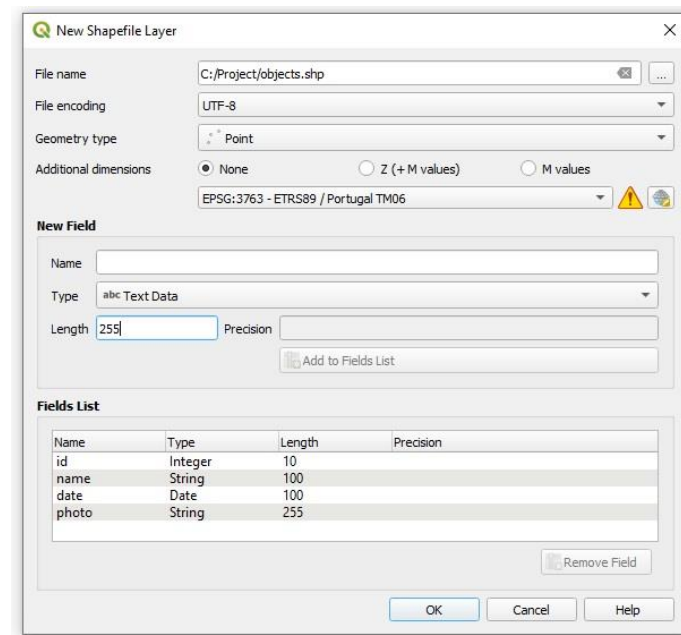 New Shapefile Layer
File name C:/Project/objects.shp ...
File encoding UTF-8
Geometry type Point
Additional dimensions None Z (+ M values) M values
EPSG:3763 - ETRS89 / Portugal TM06
New Field
Name
Type abc Text Data
Length 255 Precision
Add to Fields List
Fields List
Name Type Length Precision
id Integer 10
name String 100
date Date 100
photo String 255
Remove Field
OK Cancel Help